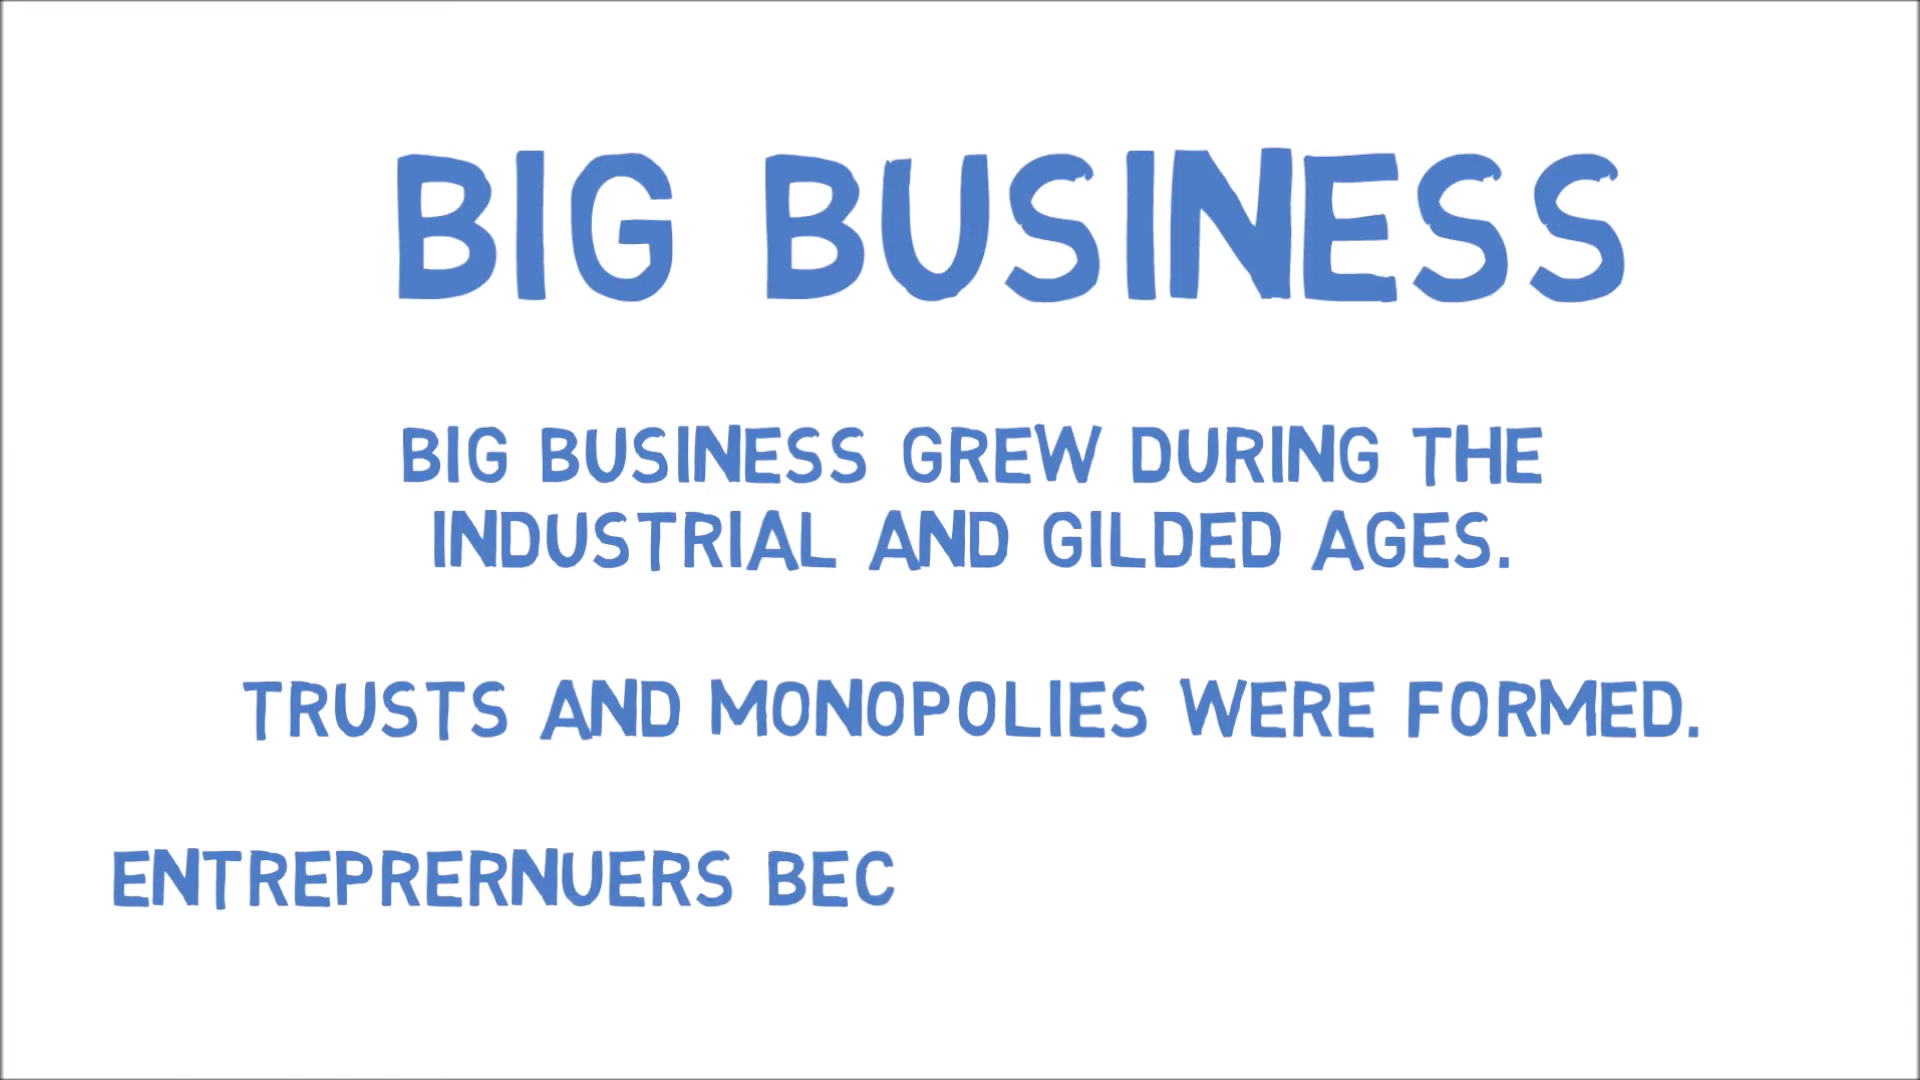 BIG BUSINESS
BIG BUSINESS GREW DURING THE
INDUSTRIAL AND GILDED AGES.
TRUSTS AND MONOPOLIES WERE FORMED.
ENTREPRERNUERS BEC